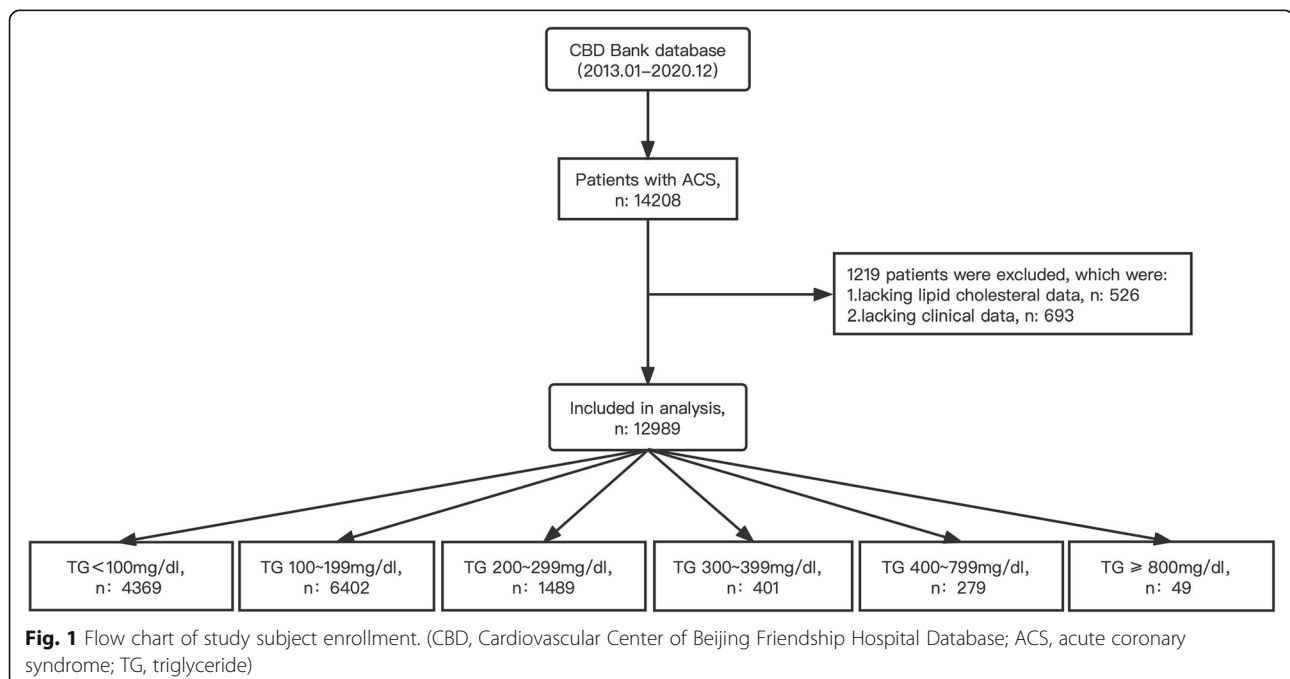 CBD Bank database
(2013.01–2020.12)
Patients with ACS,
n: 14208
1219 patients were excluded, which were:
1.lacking lipid cholesteral data, n: 526
2.lacking clinical data, n: 693
Included in analysis,
n: 12989
TG<100mg/dl,
n: 4369
TG 100~199mg/dl,
n: 6402
TG 200~299mg/dl,
n: 1489
TG 300~399mg/dl,
n: 401
TG 400~799mg/dl,
n: 279
TG ⩾ 800mg/dl,
n: 49
Fig. 1 Flow chart of study subject enrollment. (CBD, Cardiovascular Center of Beijing Friendship Hospital Database; ACS, acute coronary
syndrome; TG, triglyceride)